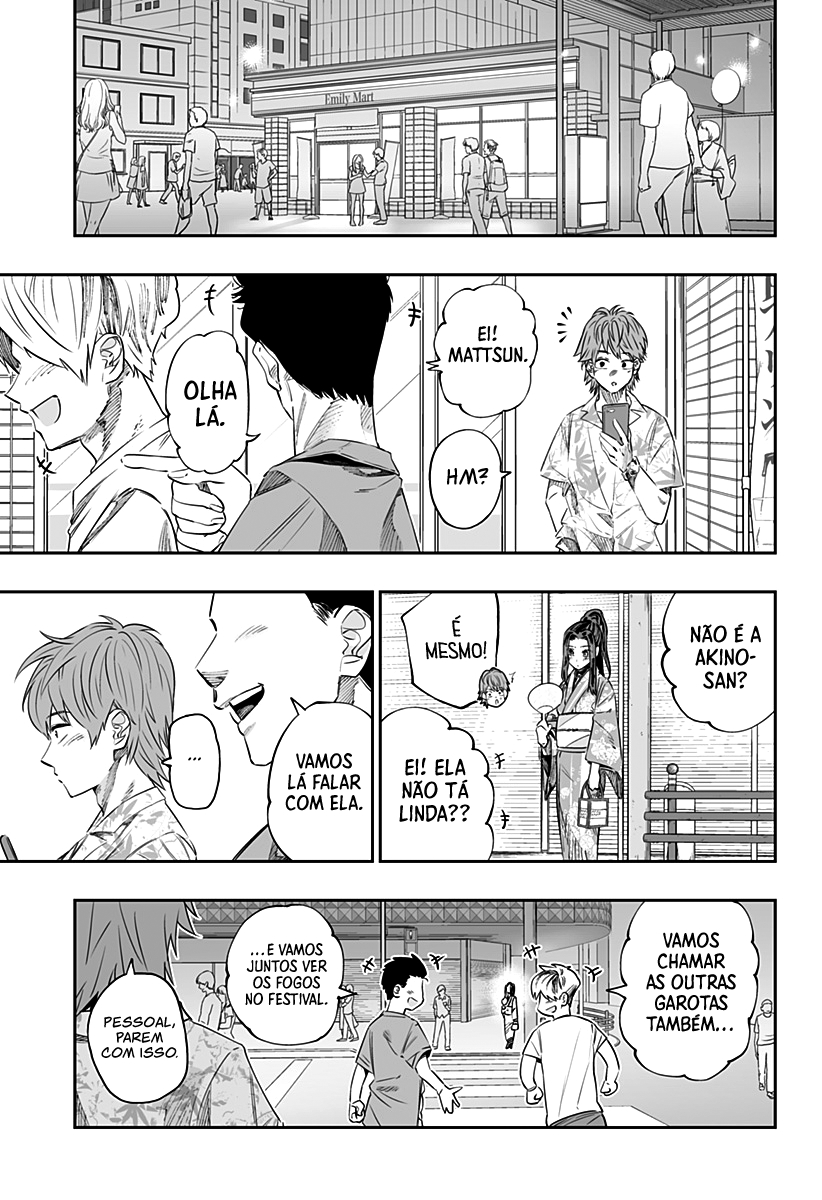 Emily Mart
EI!
MATTSUN.
HM?
OLHA
LÁ.
NÃO É A
AKINO-
SAN?
É
MESMO!
EI! ELA
NÃO TÁ
LINDA??
VAMOS
LÁ FALAR
COM ELA.
...
VAMOS
CHAMAR
AS OUTRAS
GAROTAS
TAMBÉM...
...E VAMOS
JUNTOS VER
OS FOGOS
NO FESTIVAL.
PESSOAL,
PAREM
COM ISSO.